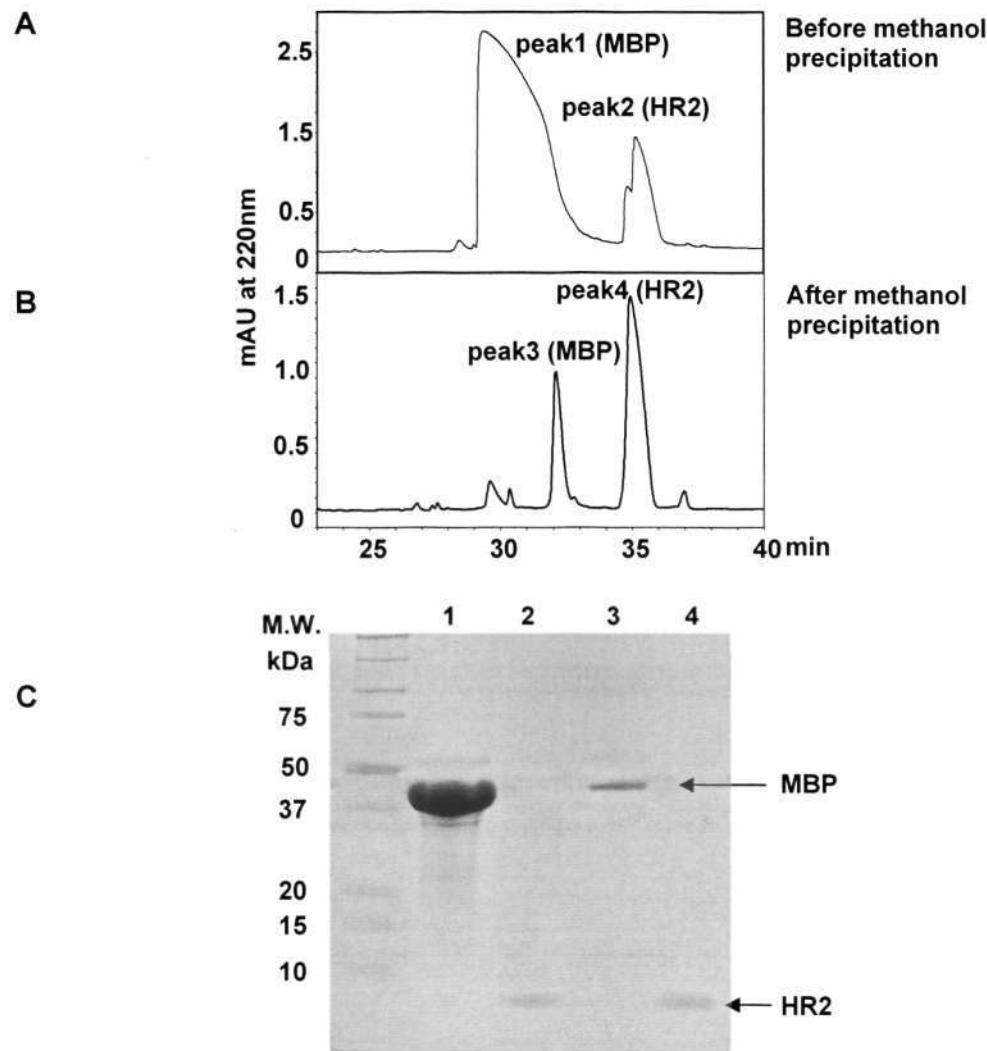 A
Before methanol
precipitation
peak1 (MBP)
peak2 (HR2)
2.5
1.5
0.5
0
mAU at 220nm
B
After methanol
precipitation
peak4 (HR2)
peak3 (MBP)
1.5
1.0
0.5
0
25 30 35 40 min
C
M.W.
kDa
1 2 3 4
75
50
37
20
15
10
MBP
HR2